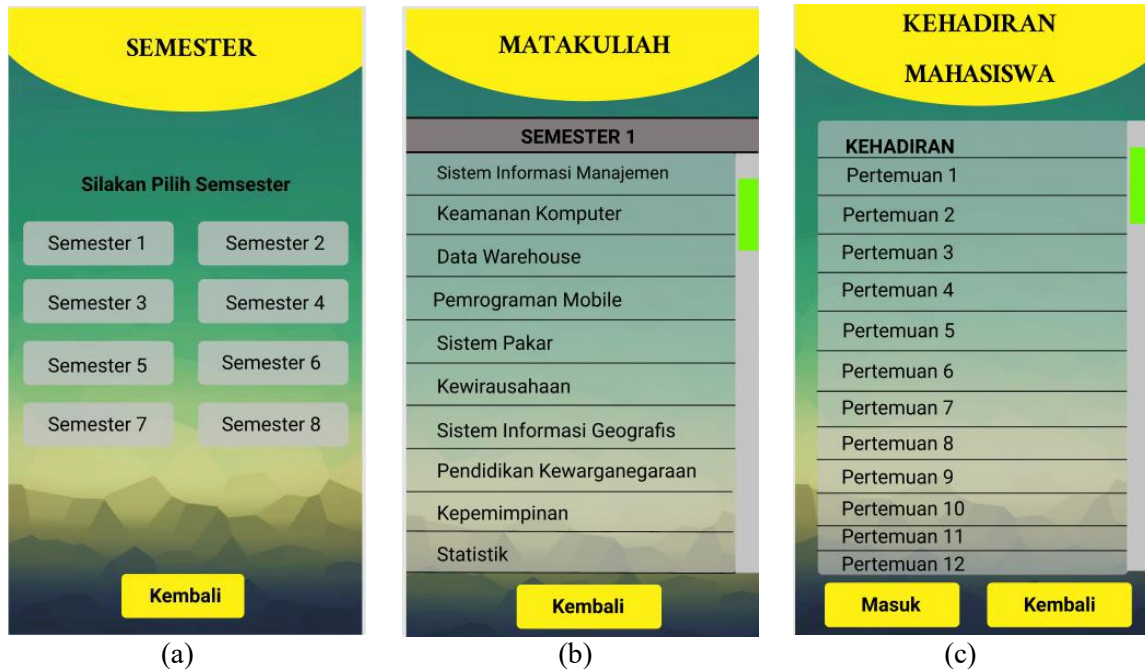 SEMESTER
Silakan Pilih Semsester
Semester 1
Semester 2
Semester 3
Semester 4
Semester 5
Semester 6
Semester 7
Semester 8
Kembali
(a)
MATAKULIAH
SEMESTER 1
Sistem Informasi Manajemen
Keamanan Komputer
Data Warehouse
Pemrograman Mobile
Sistem Pakar
Kewirausahaan
Sistem Informasi Geografis
Pendidikan Kewarganegaraan
Kepemimpinan
Statistik
Kembali
(b)
KEHADIRAN
MAHASISWA
KEHADIRAN
Pertemuan 1
Pertemuan 2
Pertemuan 3
Pertemuan 4
Pertemuan 5
Pertemuan 6
Pertemuan 7
Pertemuan 8
Pertemuan 9
Pertemuan 10
Pertemuan 11
Pertemuan 12
Masuk
Kembali
(c)